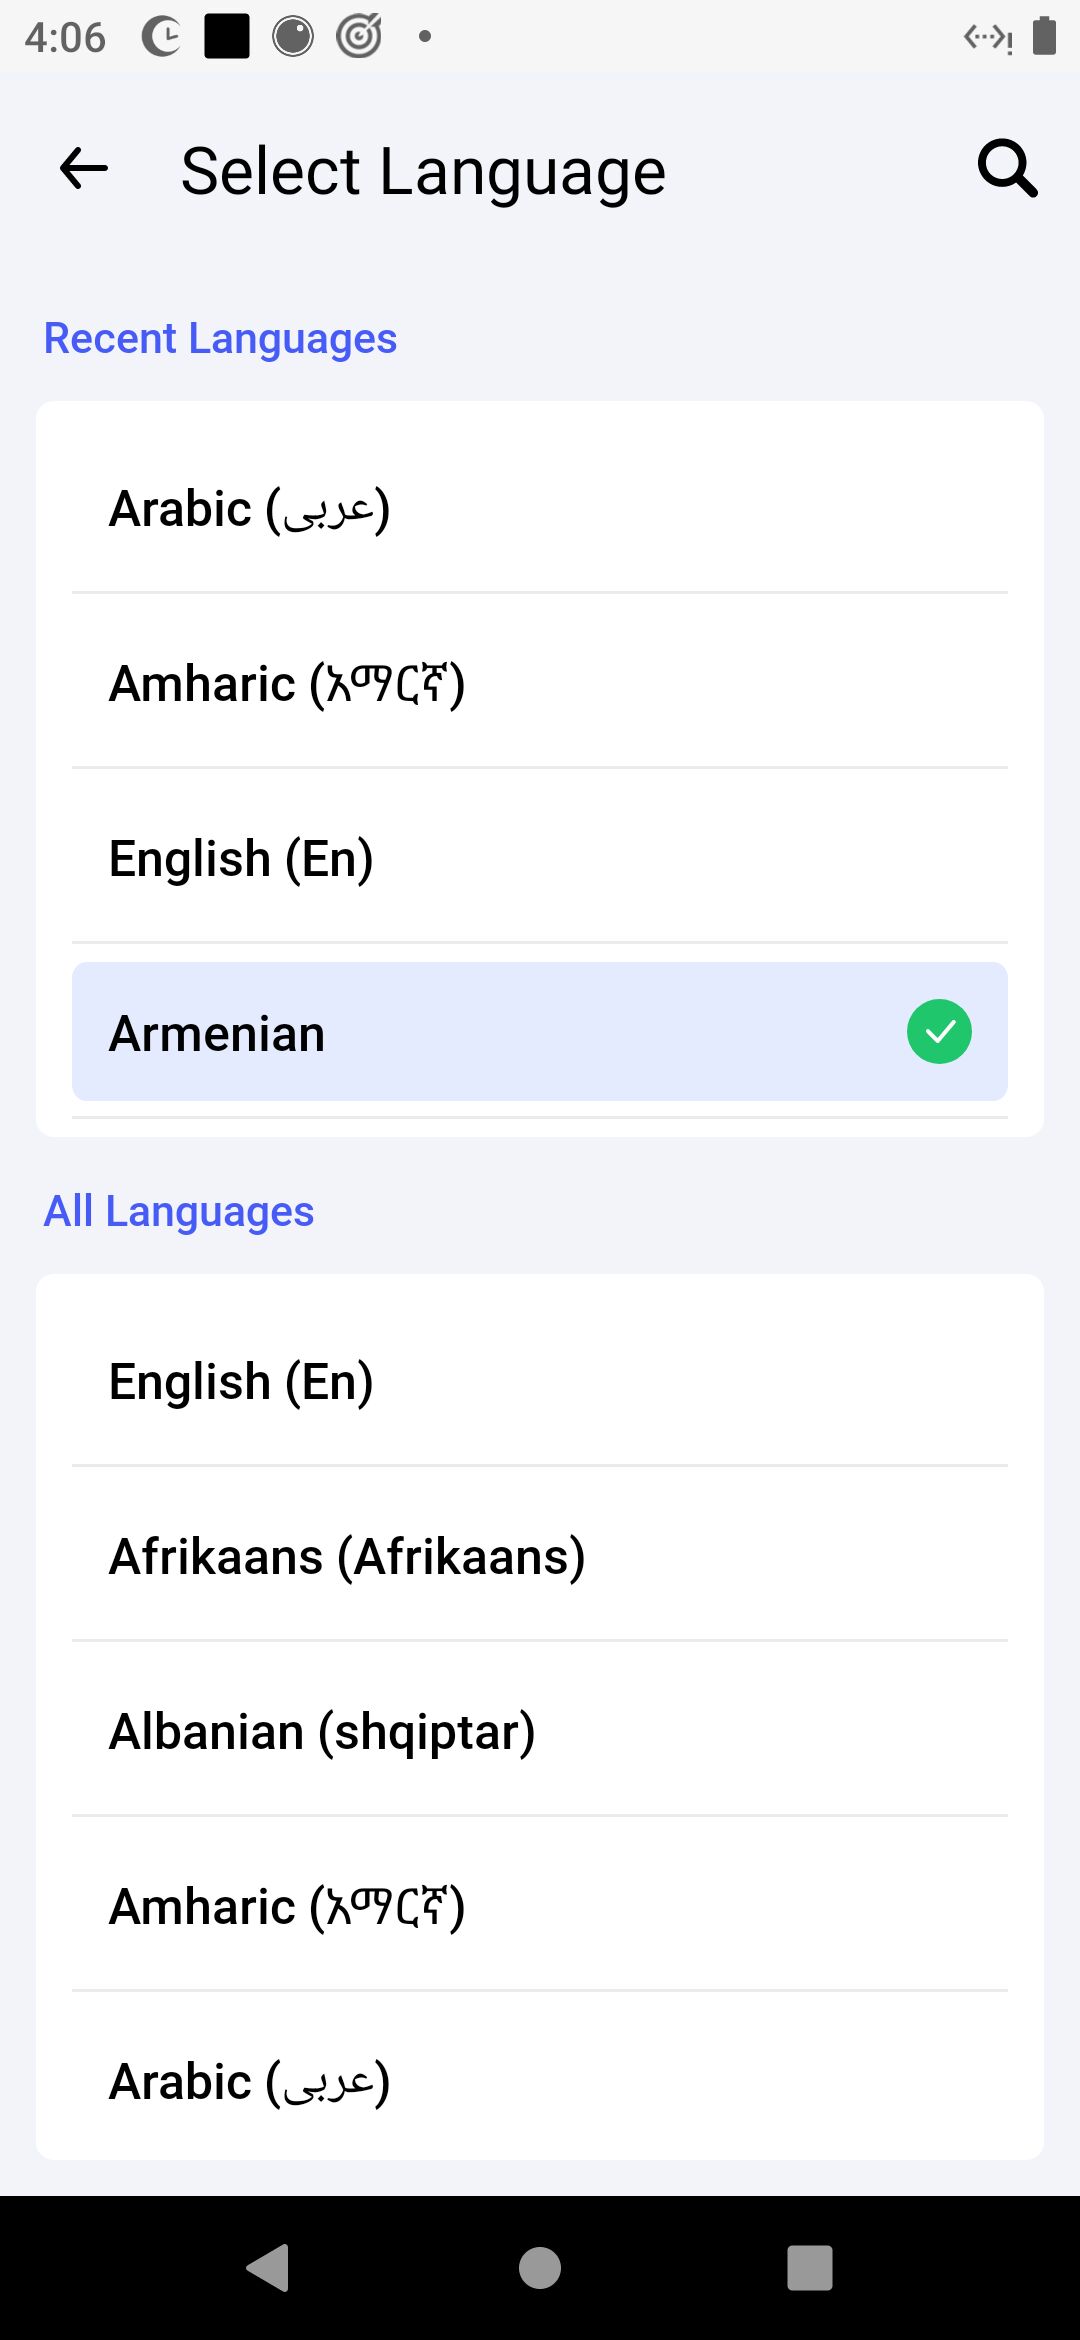 4:06
Select Language
Recent Languages
Arabic (عربى)
Amharic (አማርኛ)
English (En)
Armenian
All Languages
English (En)
Afrikaans (Afrikaans)
Albanian (shqiptar)
Amharic (አማርኛ)
Arabic (عربى)